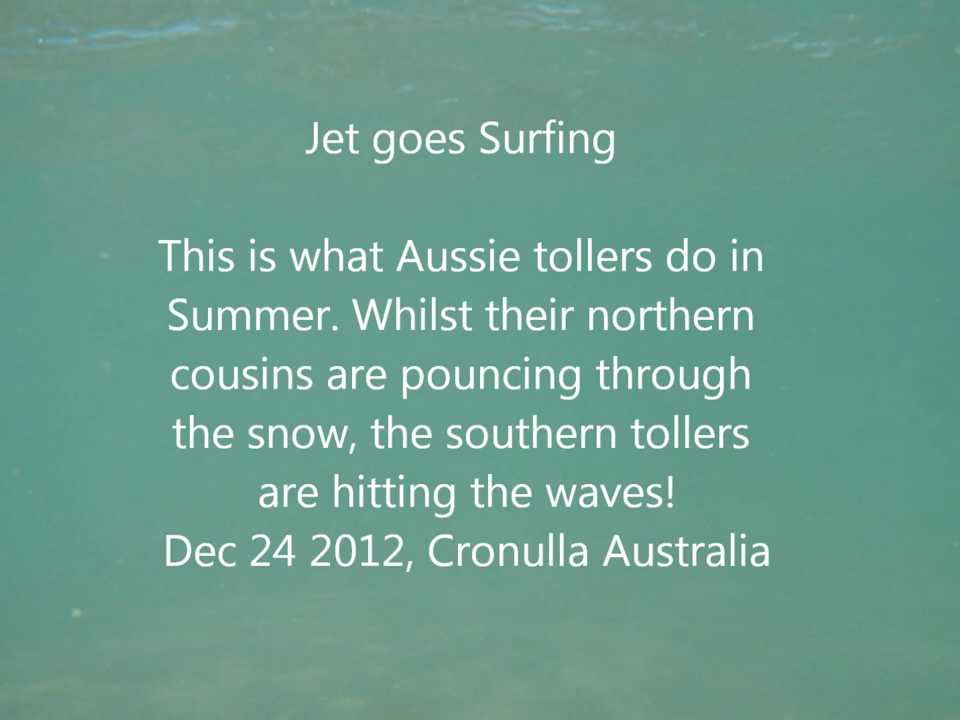 Jet goes Surfing
This is what Aussie tollers do in
Summer. Whilst their northern
cousins are pouncing through
the snow, the southern tollers
are hitting the waves!
Dec 24 2012, Cronulla Australia